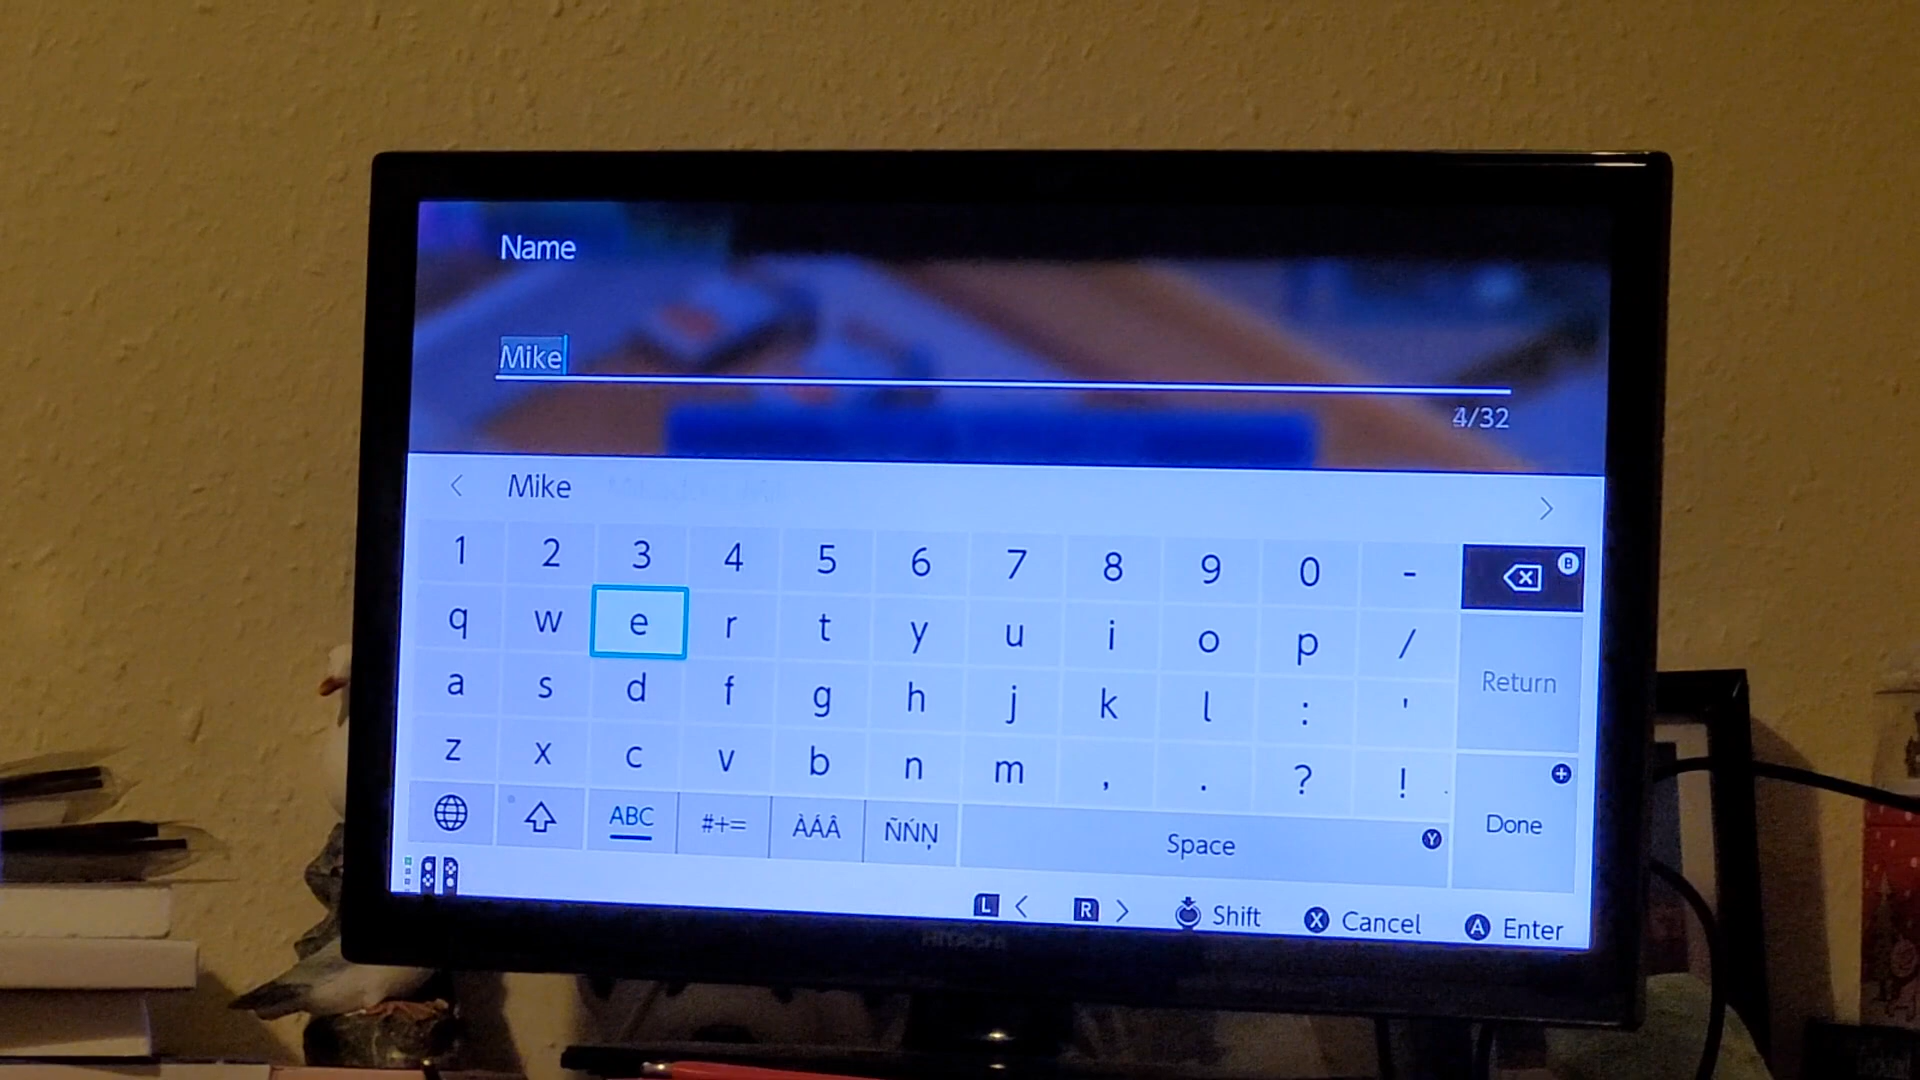 Name
Mike
4/32
< Mike >
1 2 3 4 5 6 7 8 9 0 - B
q w e r t y u i o p / Return
a s d f g h j k l : '
z x c v b n m , . ? ! +
ABC #+= ÀÁÂ ÑŃŅ Space Y Done
L < R > Shift X Cancel A Enter
HITACHI